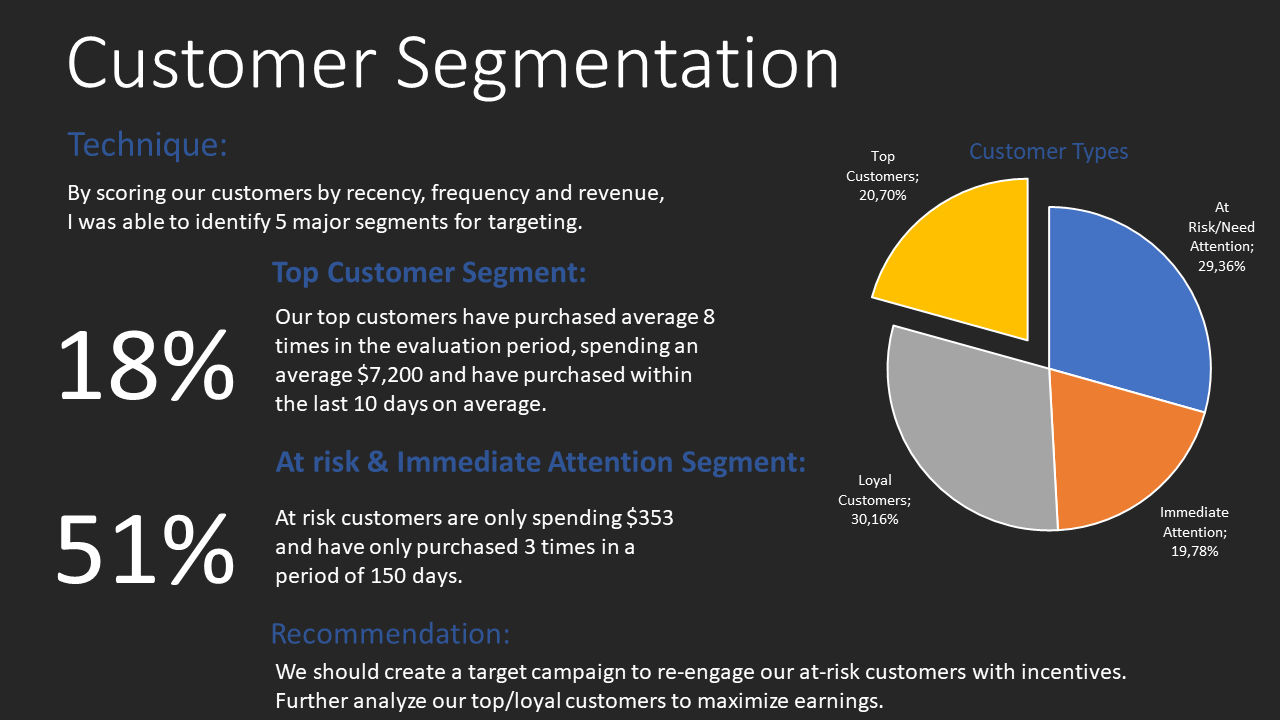 Customer Segmentation
Technique:
By scoring our customers by recency, frequency and revenue,
I was able to identify 5 major segments for targeting.
Top Customer Segment:
18%
Our top customers have purchased average 8
times in the evaluation period, spending an
average $7,200 and have purchased within
the last 10 days on average.
At risk & Immediate Attention Segment:
51%
At risk customers are only spending $353
and have only purchased 3 times in a
period of 150 days.
Recommendation:
We should create a target campaign to re-engage our at-risk customers with incentives.
Further analyze our top/loyal customers to maximize earnings.
Customer Types
Top
Customers;
20,70%
At
Risk/Need
Attention;
29,36%
Loyal
Customers;
30,16%
Immediate
Attention;
19,78%